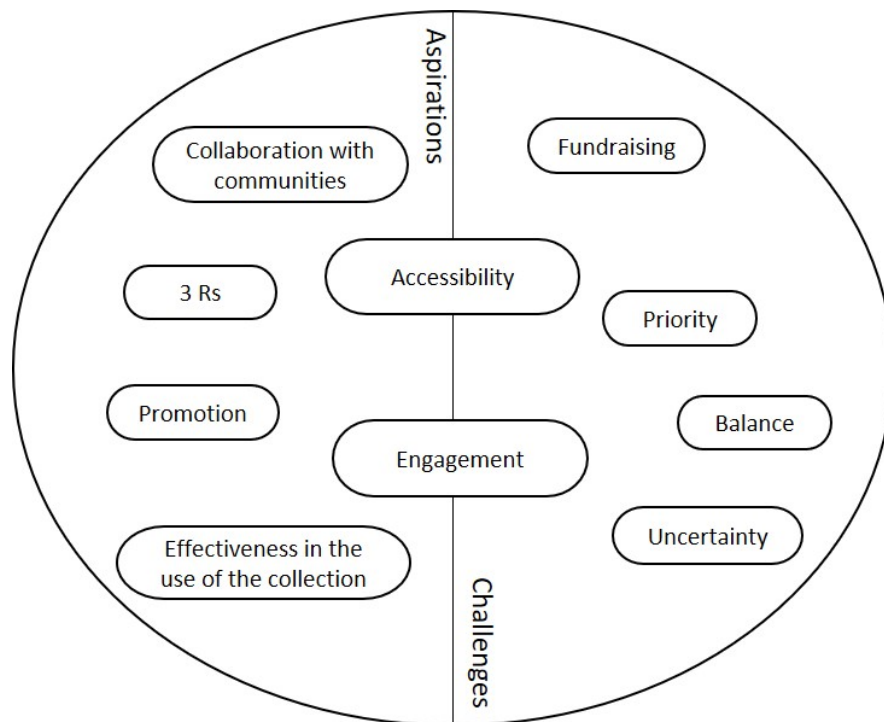 Aspirations
Collaboration with
communities
Fundraising
Accessibility
3 Rs
Priority
Promotion
Balance
Engagement
Uncertainty
Effectiveness in the
use of the collection
Challenges